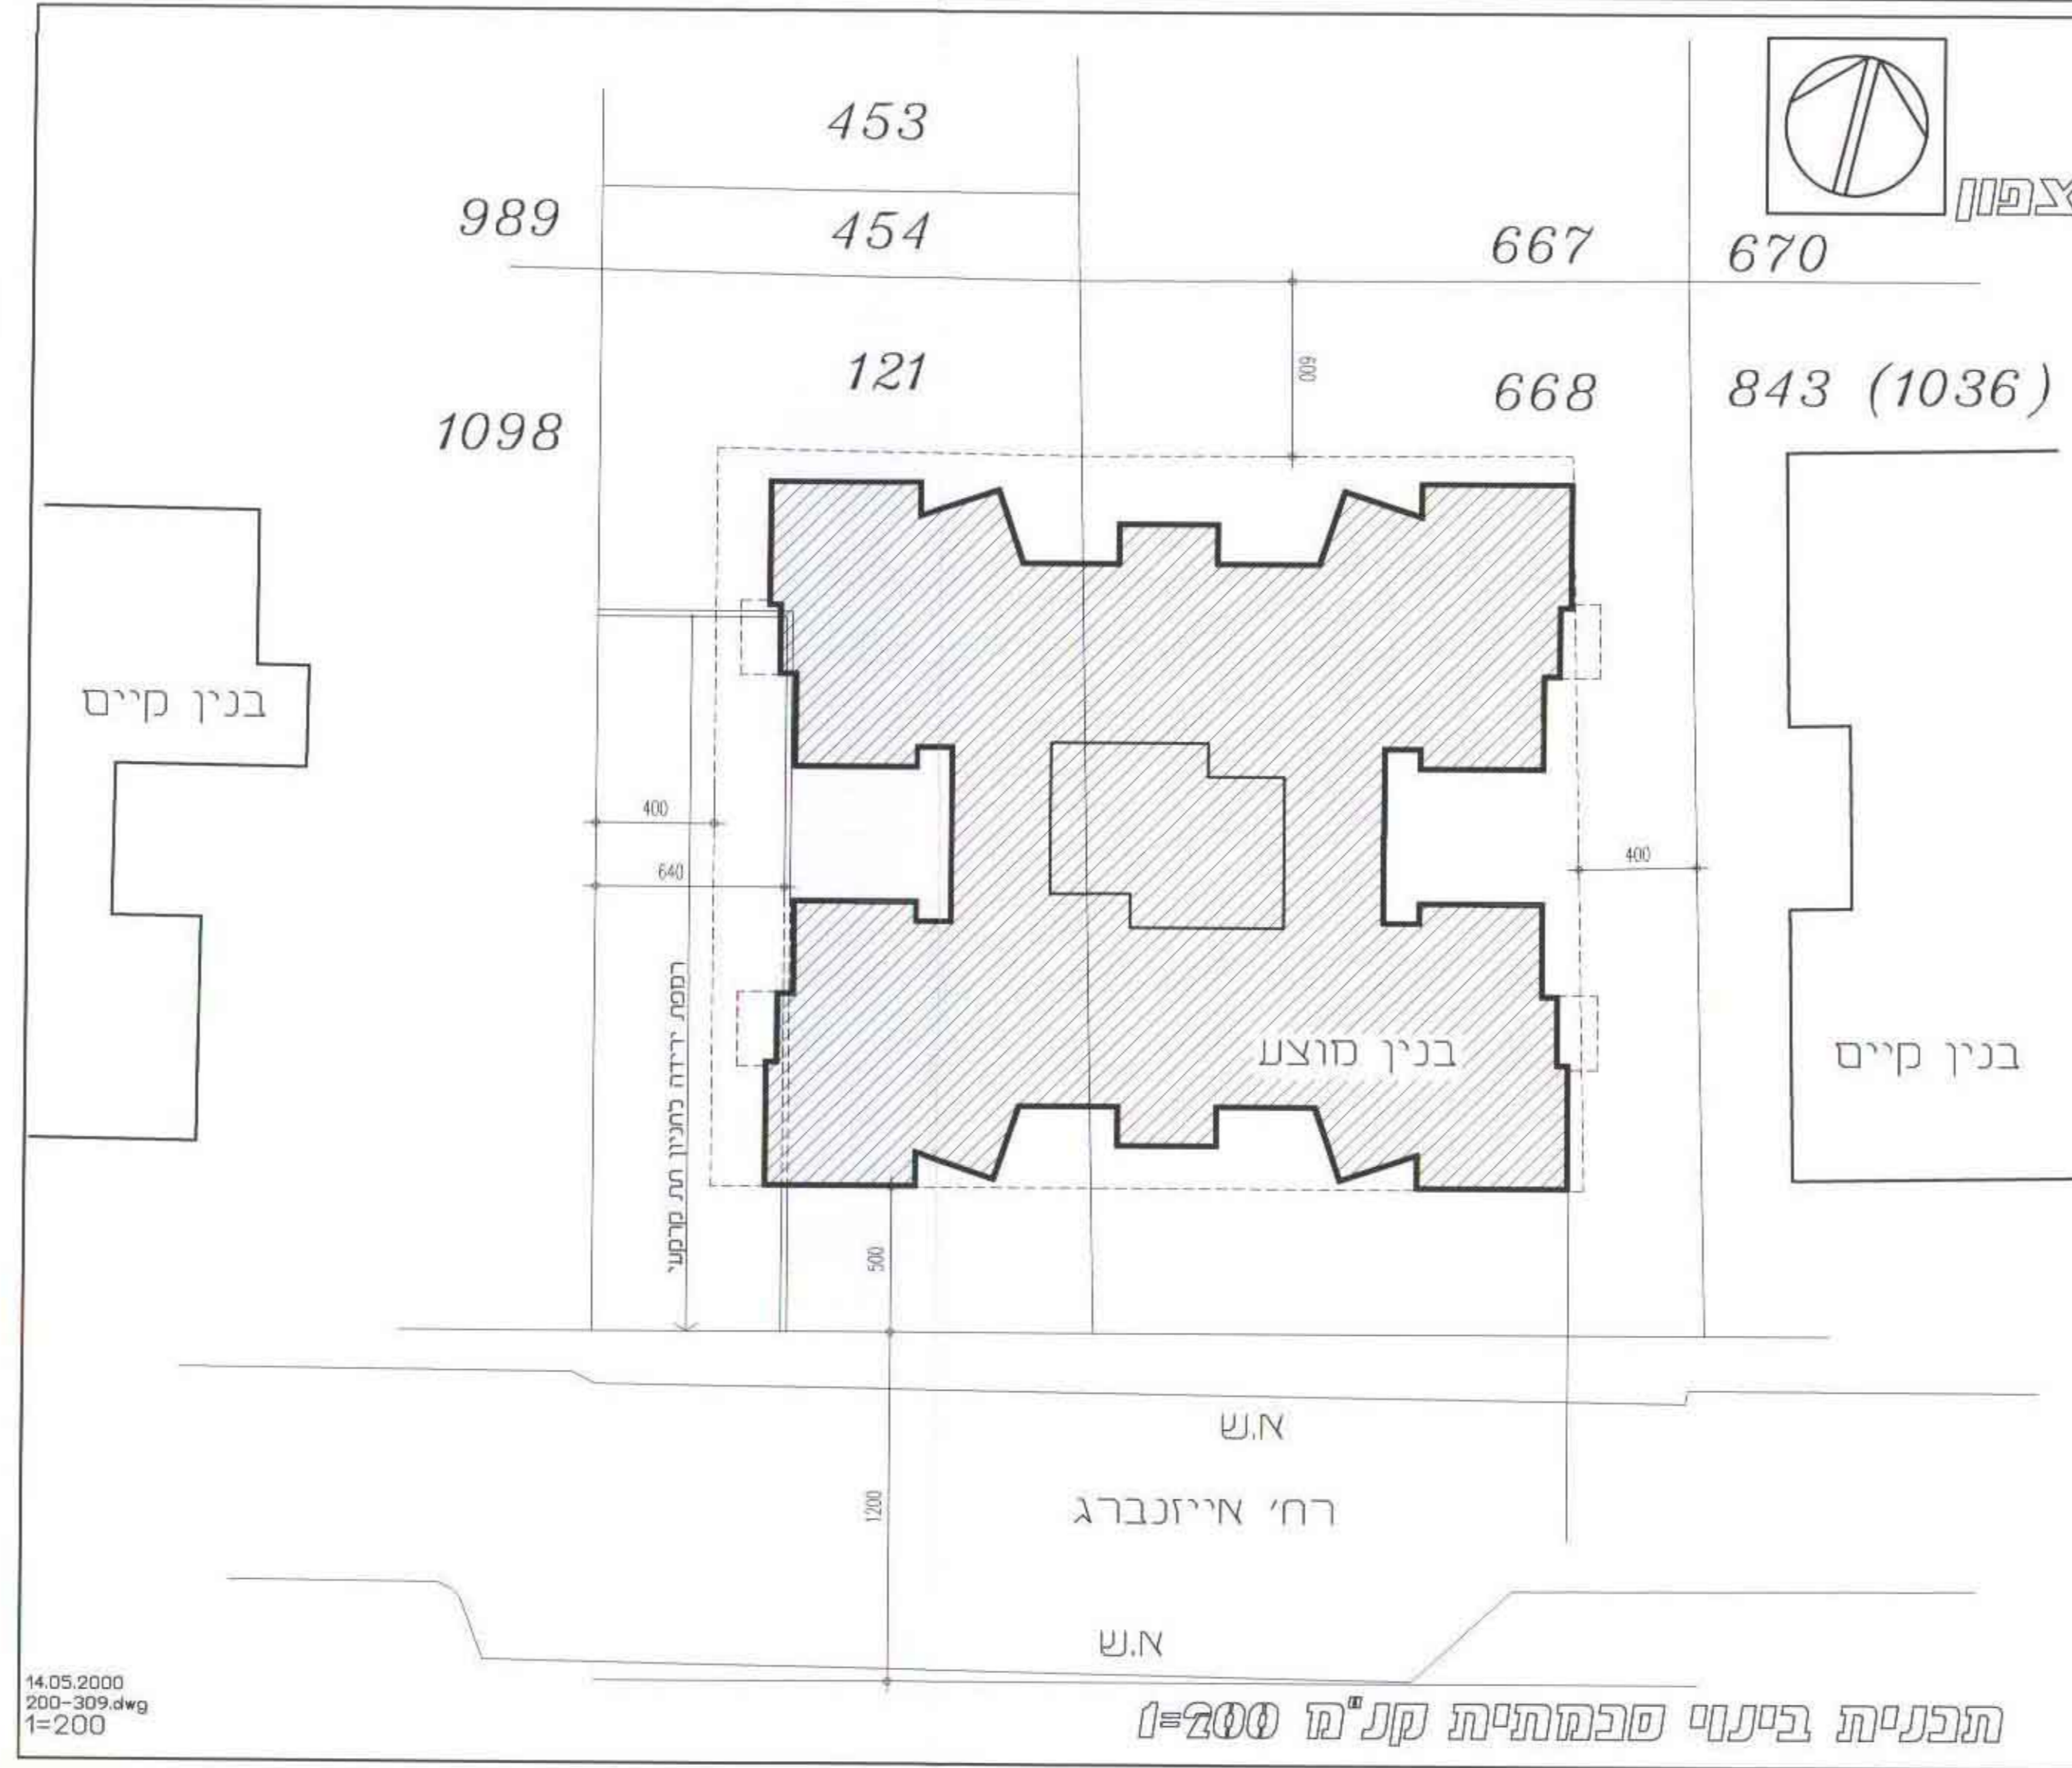 צפון
453
989
454
667
670
121
600
668
843 (1036)
1098
בנין קיים
400
640
400
רמפת ירידה לחניון תת קרקעי
בנין מוצע
בנין קיים
500
א.ש
רח' אייזנברג
1200
א.ש
14.05.2000
200-309.dwg
1=200
תכנית בינוי סכמתית קנ"מ 1=200